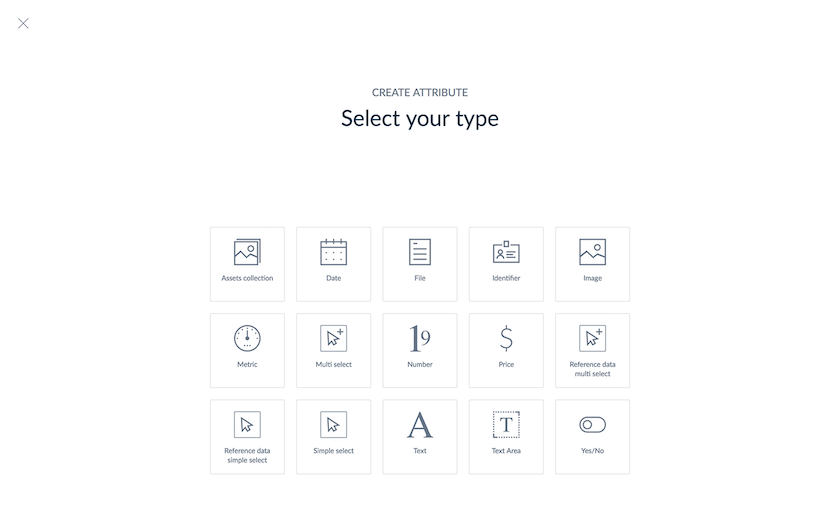 CREATE ATTRIBUTE
Select your type
Assets collection
Date
File
Identifier
Image
Metric
Multi select
19
Number
$
Price
Reference data
multi select
Reference data
simple select
Simple select
A
Text
T
Text Area
Yes/No